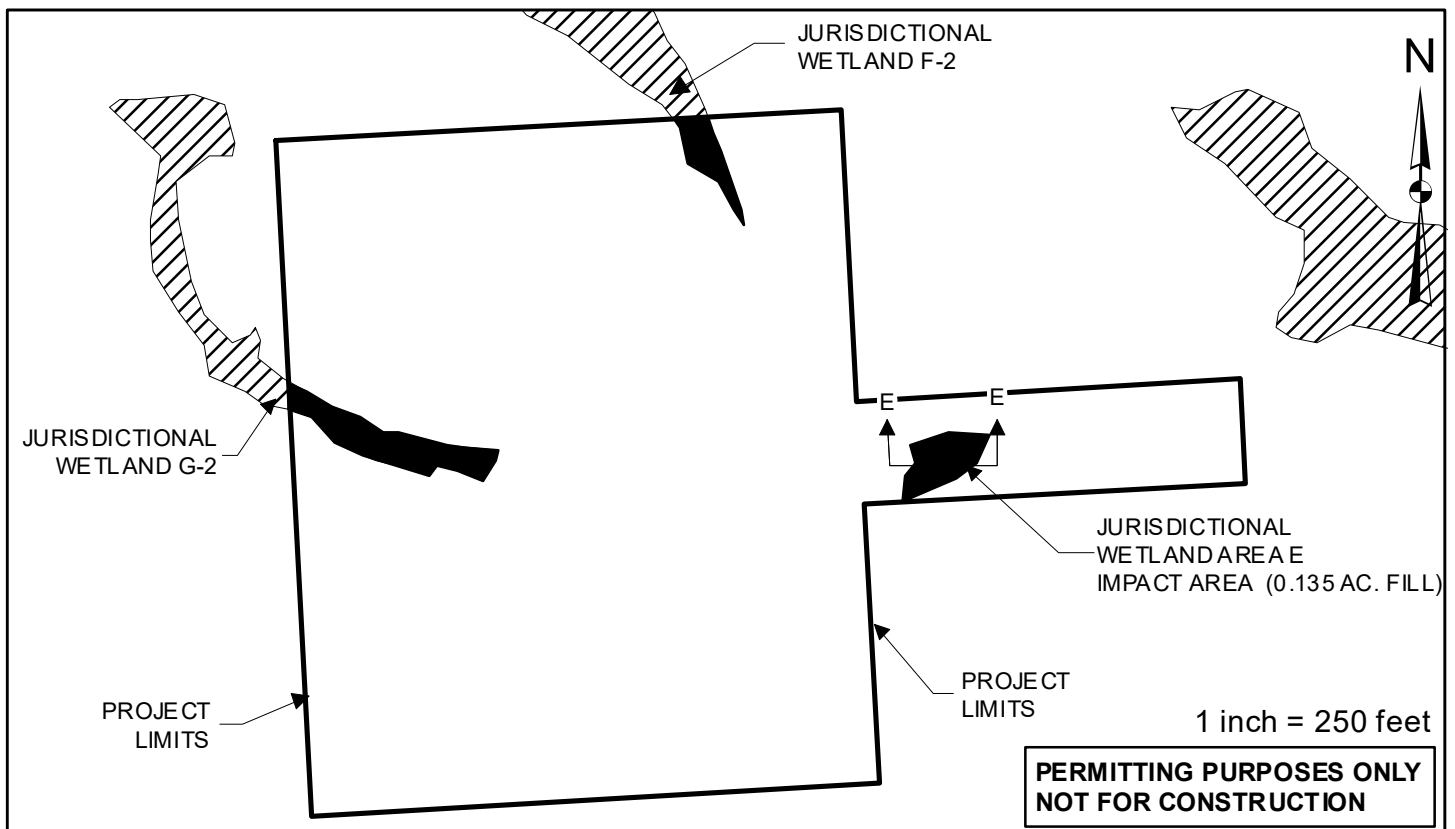 JURISDICTIONAL
WETLAND F-2
N
E E
JURISDICTIONAL
WETLAND G-2
JURISDICTIONAL
WETLAND AREA E
IMPACT AREA (0.135 AC. FILL)
PROJECT
LIMITS
PROJECT
LIMITS
1 inch = 250 feet
PERMITTING PURPOSES ONLY
NOT FOR CONSTRUCTION